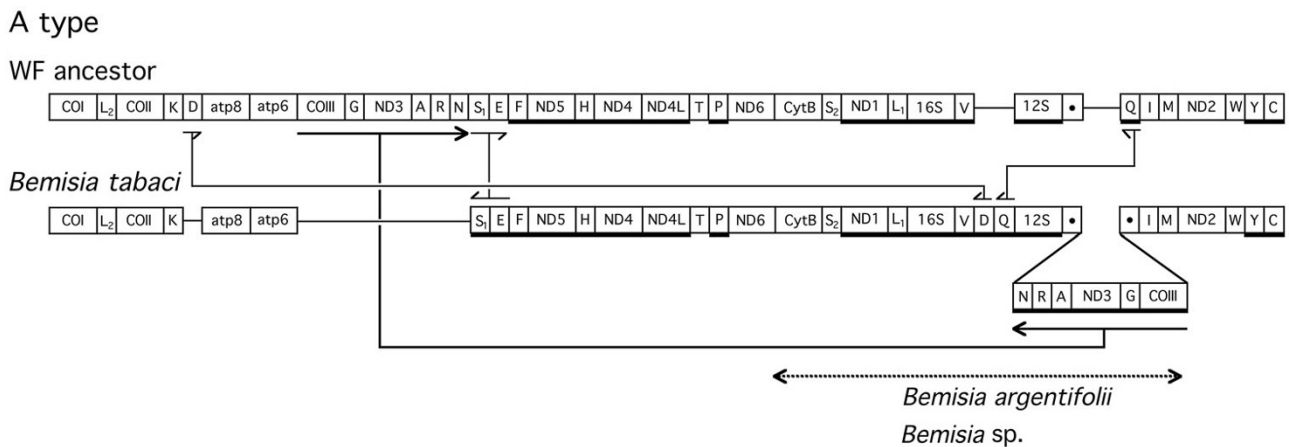 A type
WF ancestor
COI L₂ COII K D atp8 atp6 COIII G ND3 A R N S₁ E F ND5 H ND4 ND4L T P ND6 CytB S₂ ND1 L₁ 16S V 12S • Q I M ND2 W Y C
Bemisia tabaci
COI L₂ COII K atp8 atp6 S₁ E F ND5 H ND4 ND4L T P ND6 CytB S₂ ND1 L₁ 16S V D Q 12S • • I M ND2 W Y C
N R A ND3 G COIII
Bemisia argentifolii
Bemisia sp.